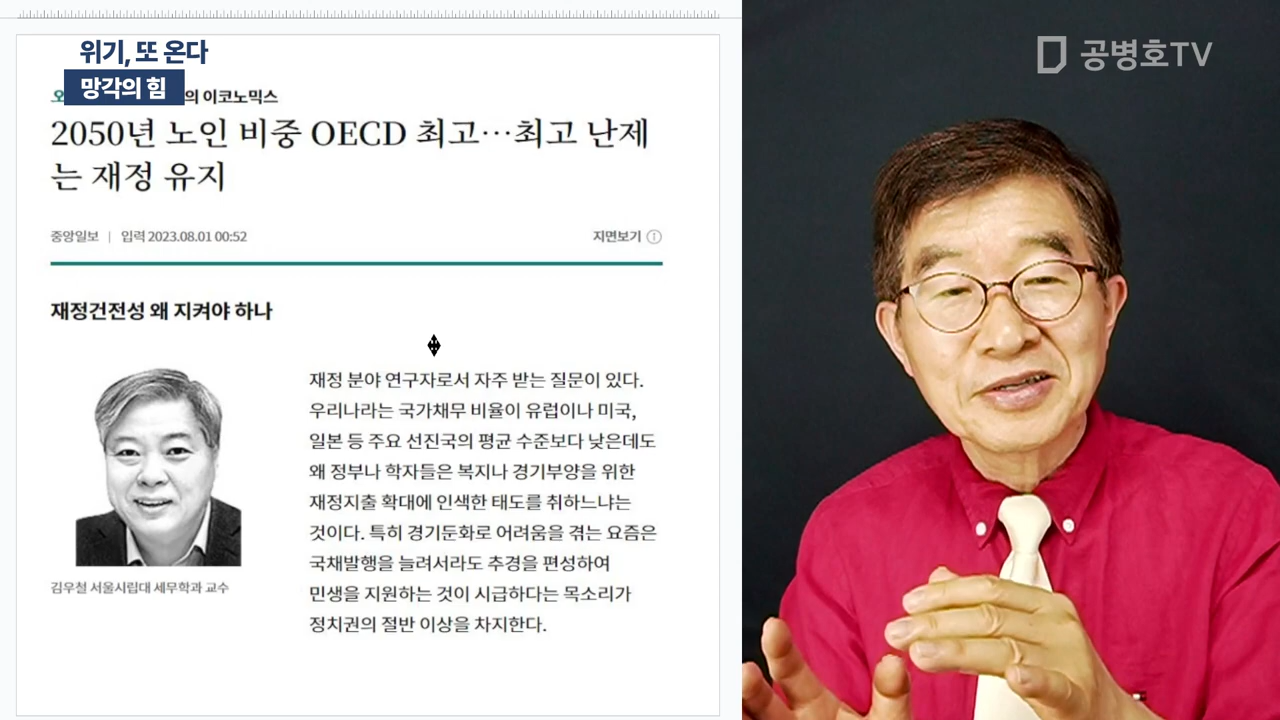 위기, 또 온다
망각의 힘
공병호TV
의 이코노믹스
2050년 노인 비중 OECD 최고…최고 난제
는 재정 유지
중앙일보 | 입력 2023.08.01 00:52
지면보기 ⓘ
재정건전성 왜 지켜야 하나
재정 분야 연구자로서 자주 받는 질문이 있다.
우리나라는 국가채무 비율이 유럽이나 미국,
일본 등 주요 선진국의 평균 수준보다 낮은데도
왜 정부나 학자들은 복지나 경기부양을 위한
재정지출 확대에 인색한 태도를 취하느냐는
것이다. 특히 경기둔화로 어려움을 겪는 요즘은
국채발행을 늘려서라도 추경을 편성하여
민생을 지원하는 것이 시급하다는 목소리가
정치권의 절반 이상을 차지한다.
김우철 서울시립대 세무학과 교수